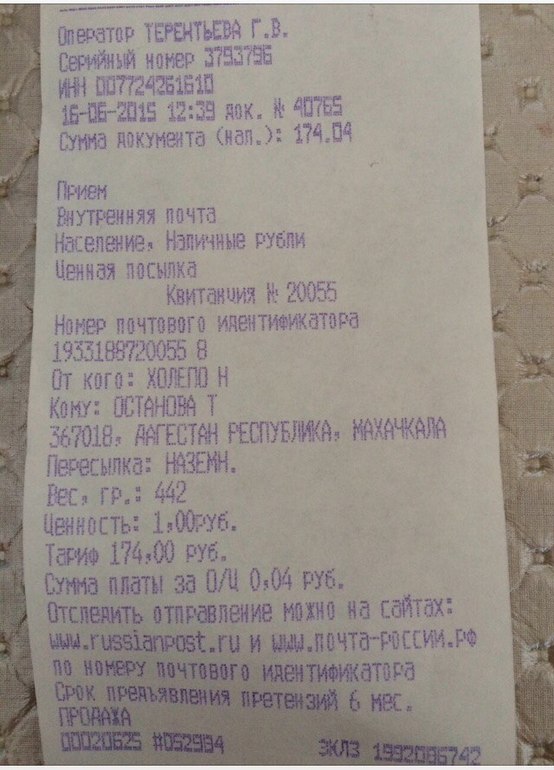 Оператор ТЕРЕНТЬЕВА Г.В.
Серийный номер 3793796
ИНН 007724261610
16-06-2015 12:39 док. № 40765
Сумма документа (нал.): 174.04
Прием
Внутренняя почта
Население, Наличные рубли
Ценная посылка
Квитанция № 20055
Номер почтового идентификатора
1933188720055 8
От кого: ХОЛЕПО Н
Кому: ОСТАНОВА Т
367018, ДАГЕСТАН РЕСПУБЛИКА, МАХАЧКАЛА
Пересылка: НАЗЕМН.
Вес, гр.: 442
Ценность: 1,00руб.
Тариф 174,00 руб.
Сумма платы за О/Ц 0,04 руб.
Отследить отправление можно на сайтах:
www.russianpost.ru и www.почта-россии.рф
по номеру почтового идентификатора
Срок предъявления претензий 6 мес.
ПРОДАЖА
00020625 #052994 ЭКЛЗ 1992086742